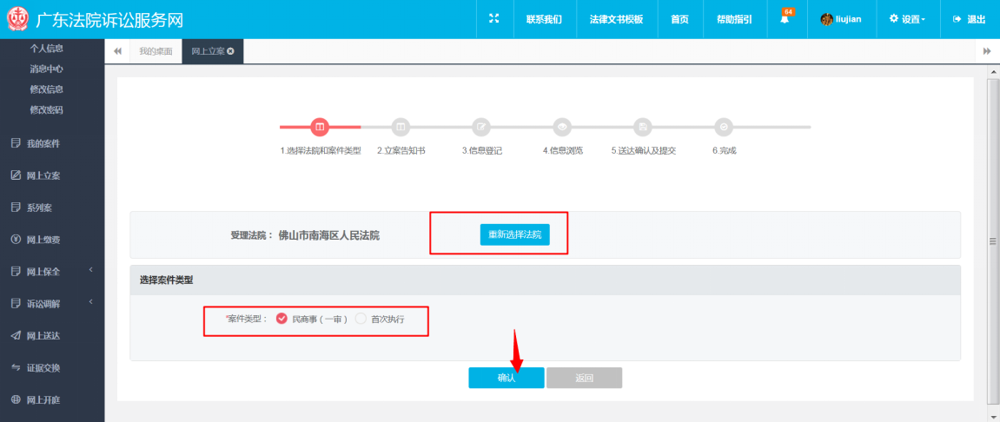 广东法院诉讼服务网
联系我们
法律文书模板
首页
帮助指引
64
liujian
设置
退出
个人信息
消息中心
修改信息
修改密码
我的案件
网上立案
系列案
网上缴费
网上保全
诉讼调解
网上送达
证据交换
网上开庭
我的桌面
网上立案
1.选择法院和案件类型
2.立案告知书
3.信息登记
4.信息浏览
5.送达确认及提交
6.完成
受理法院： 佛山市南海区人民法院
重新选择法院
选择案件类型
*案件类型： 民商事（一审） 首次执行
确认
返回